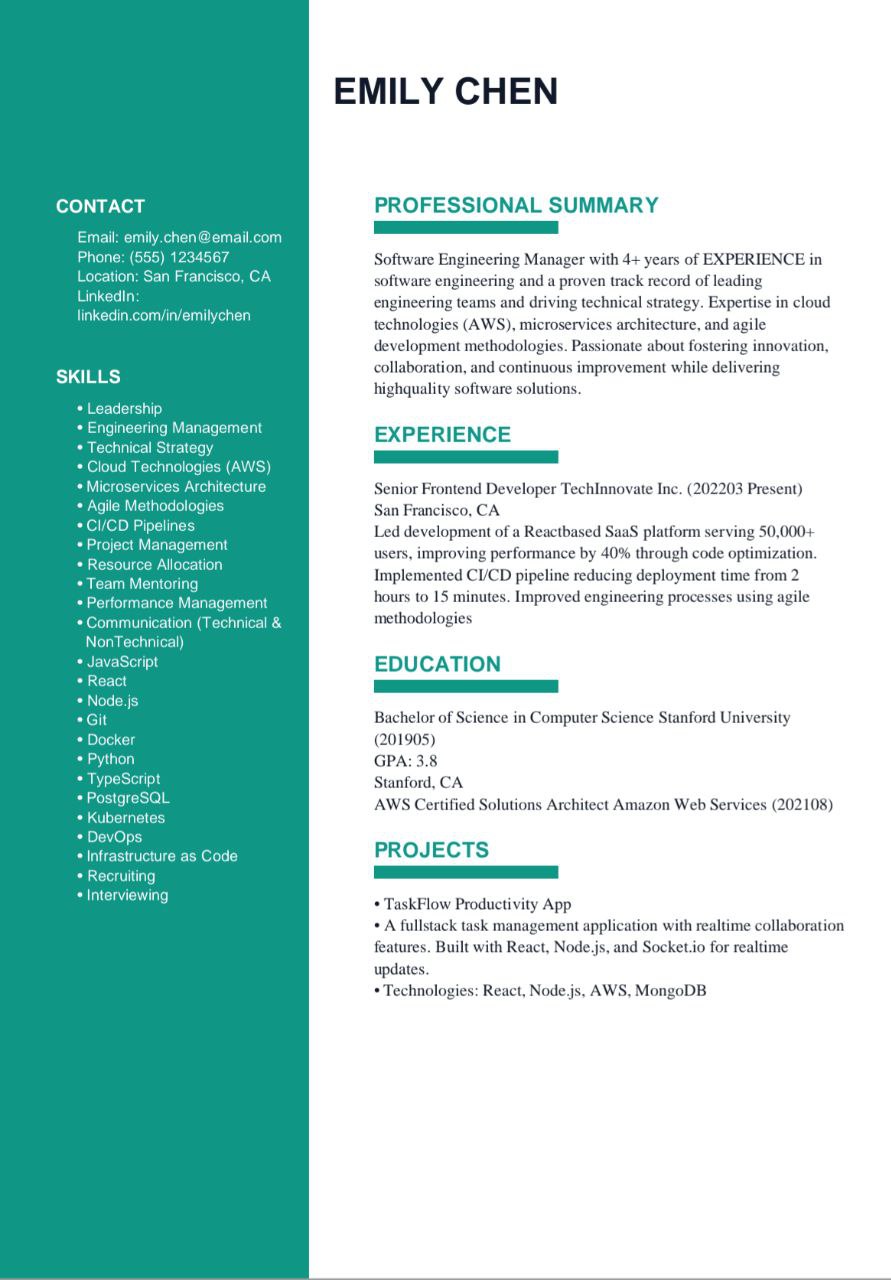 EMILY CHEN
CONTACT
Email: emily.chen@email.com
Phone: (555) 1234567
Location: San Francisco, CA
LinkedIn:
linkedin.com/in/emilychen
SKILLS
• Leadership
• Engineering Management
• Technical Strategy
• Cloud Technologies (AWS)
• Microservices Architecture
• Agile Methodologies
• CI/CD Pipelines
• Project Management
• Resource Allocation
• Team Mentoring
• Performance Management
• Communication (Technical &
NonTechnical)
• JavaScript
• React
• Node.js
• Git
• Docker
• Python
• TypeScript
• PostgreSQL
• Kubernetes
• DevOps
• Infrastructure as Code
• Recruiting
• Interviewing
PROFESSIONAL SUMMARY
Software Engineering Manager with 4+ years of EXPERIENCE in
software engineering and a proven track record of leading
engineering teams and driving technical strategy. Expertise in cloud
technologies (AWS), microservices architecture, and agile
development methodologies. Passionate about fostering innovation,
collaboration, and continuous improvement while delivering
highquality software solutions.
EXPERIENCE
Senior Frontend Developer TechInnovate Inc. (202203 Present)
San Francisco, CA
Led development of a Reactbased SaaS platform serving 50,000+
users, improving performance by 40% through code optimization.
Implemented CI/CD pipeline reducing deployment time from 2
hours to 15 minutes. Improved engineering processes using agile
methodologies
EDUCATION
Bachelor of Science in Computer Science Stanford University
(201905)
GPA: 3.8
Stanford, CA
AWS Certified Solutions Architect Amazon Web Services (202108)
PROJECTS
• TaskFlow Productivity App
• A fullstack task management application with realtime collaboration
features. Built with React, Node.js, and Socket.io for realtime
updates.
• Technologies: React, Node.js, AWS, MongoDB